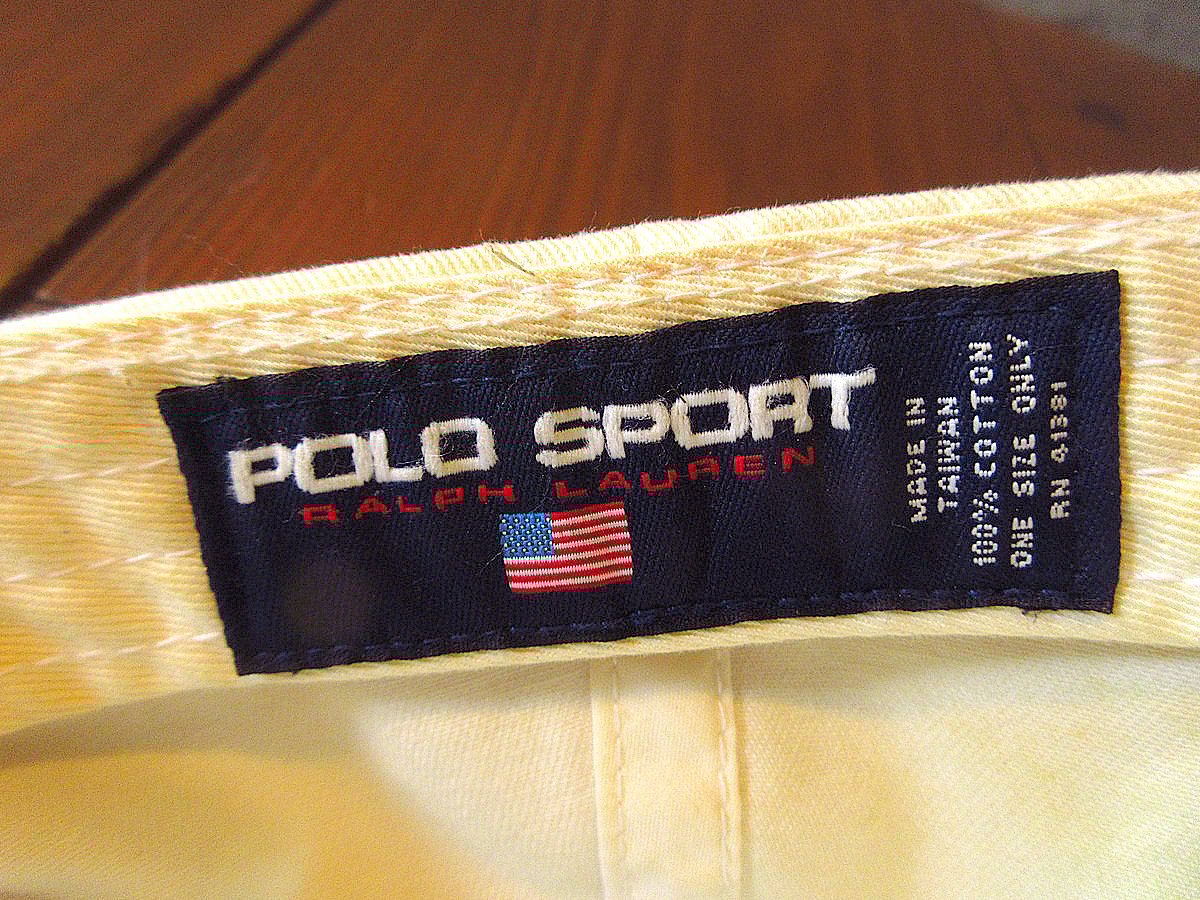 POLO SPORT
RALPH LAUREN
MADE IN
TAIWAN
100% COTTON
ONE SIZE ONLY
RN 41381